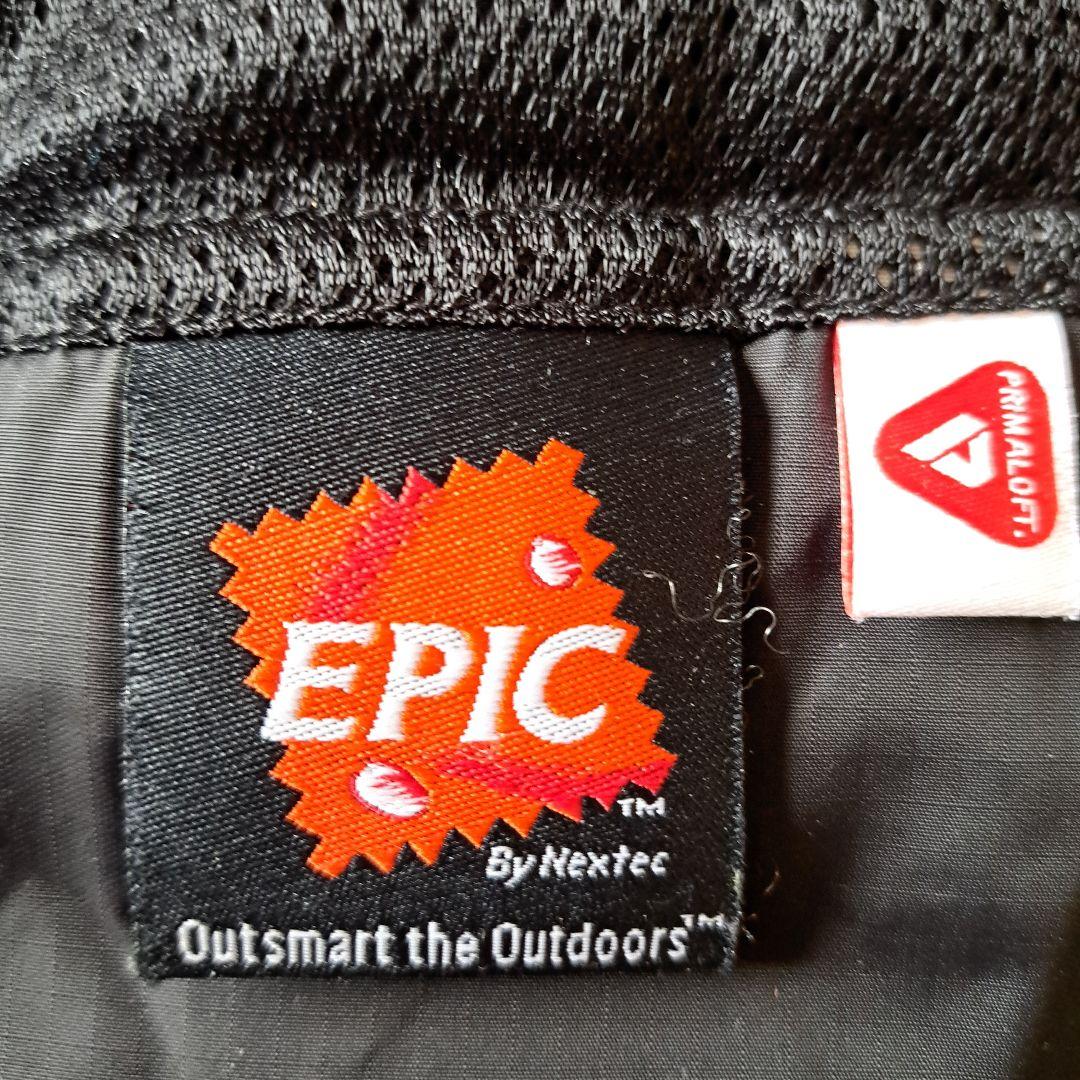 EPIC
™
By Nextec
Outsmart the Outdoors™
PRIMALOFT.